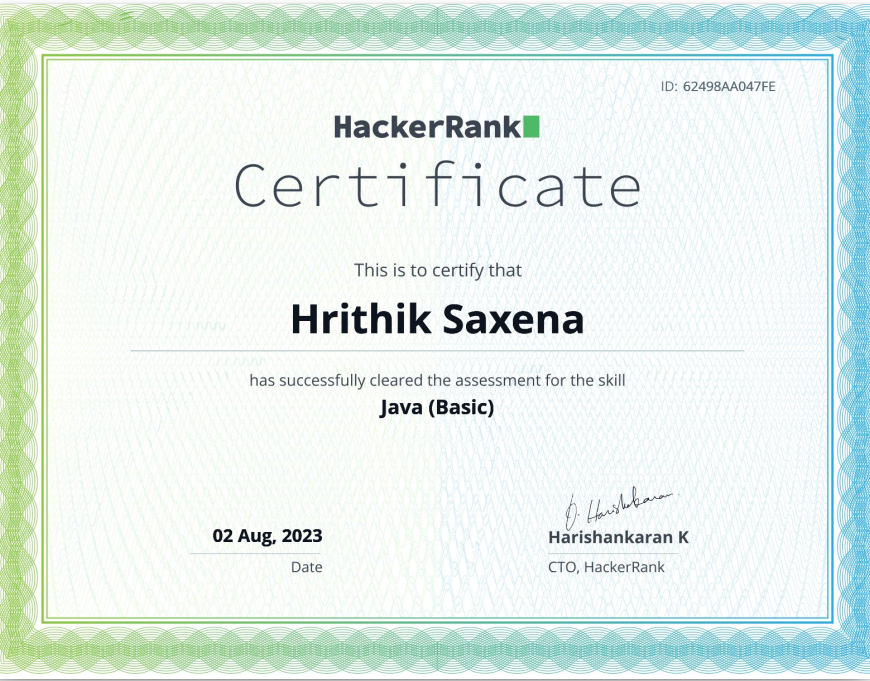 ID: 62498AA047FE
HackerRank
Certificate
This is to certify that
Hrithik Saxena
has successfully cleared the assessment for the skill
Java (Basic)
02 Aug, 2023
Date
Harishankaran
Harishankaran K
CTO, HackerRank